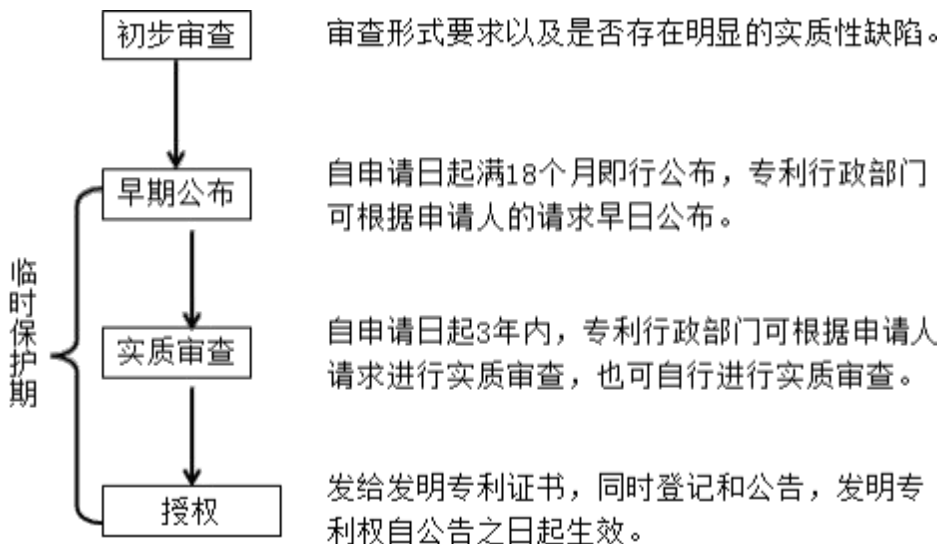 初步审查
审查形式要求以及是否存在明显的实质性缺陷。
早期公布
自申请日起满18个月即行公布，专利行政部门
可根据申请人的请求早日公布。
临时保护期
实质审查
自申请日起3年内，专利行政部门可根据申请人
请求进行实质审查，也可自行进行实质审查。
授权
发给发明专利证书，同时登记和公告，发明专
利权自公告之日起生效。